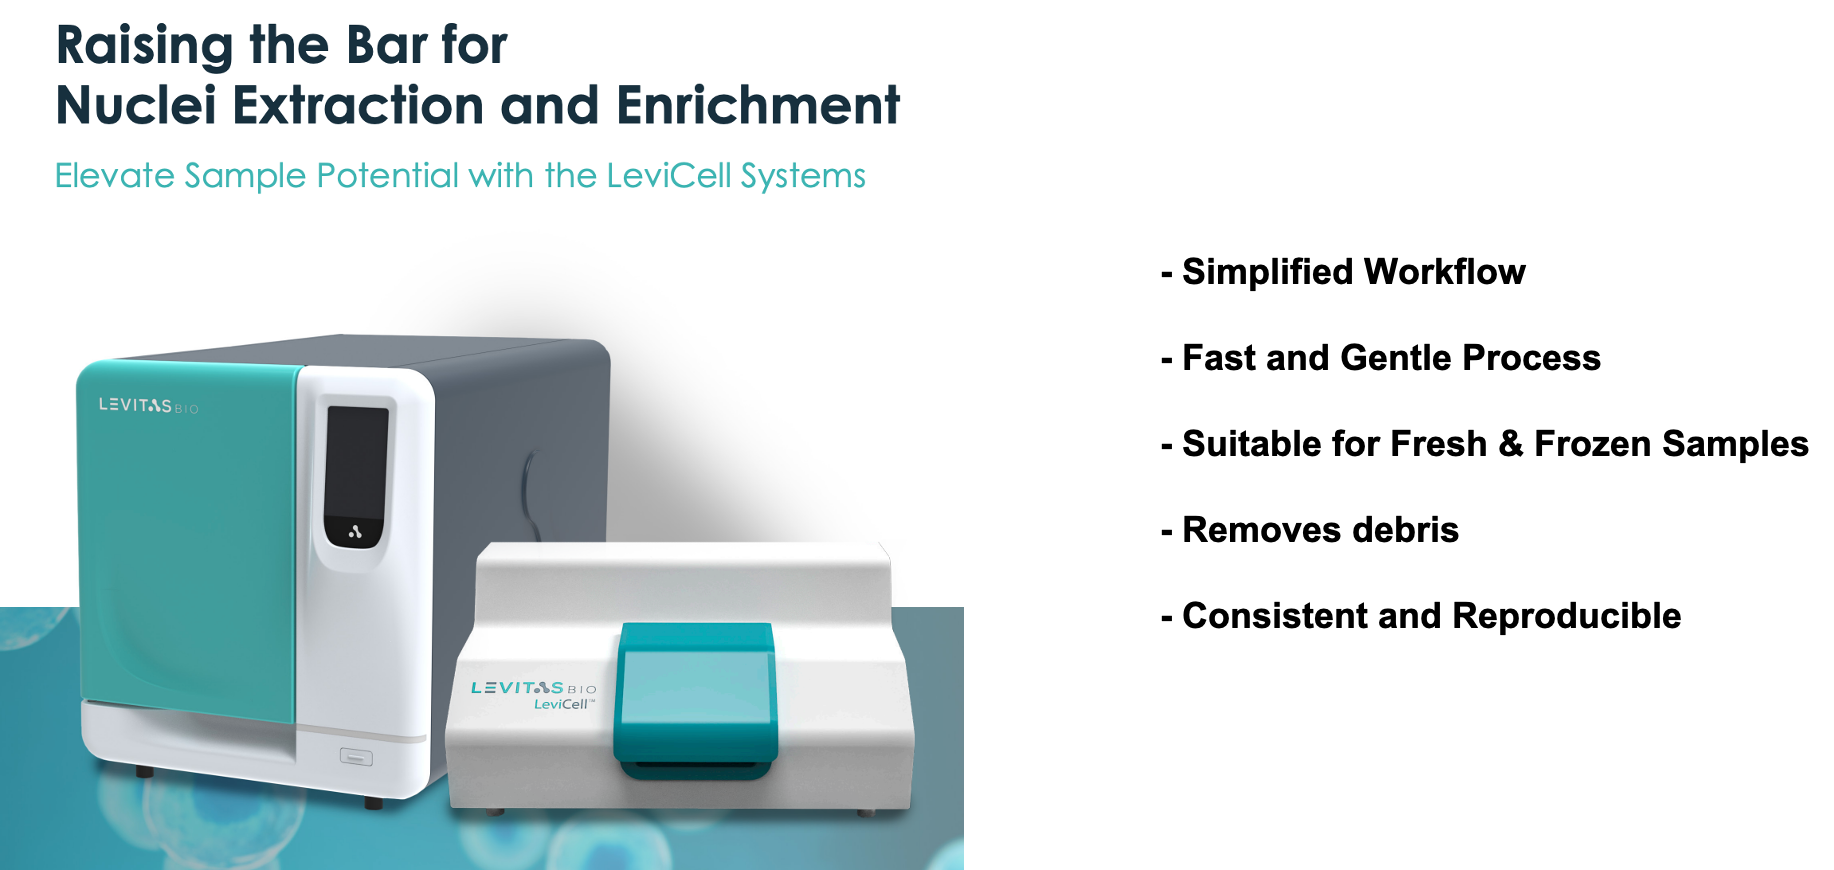 Raising the Bar for
Nuclei Extraction and Enrichment
Elevate Sample Potential with the LeviCell Systems
- Simplified Workflow
- Fast and Gentle Process
- Suitable for Fresh & Frozen Samples
- Removes debris
- Consistent and Reproducible
LEVITAS BIO
LEVITAS BIO
LeviCell™